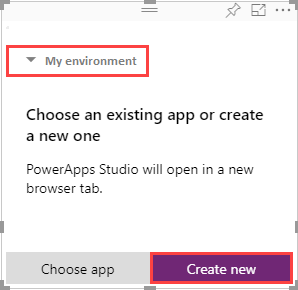 My environment
Choose an existing app or create
a new one
PowerApps Studio will open in a new
browser tab.
Choose app
Create new